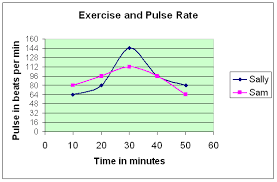 Exercise and Pulse Rate
Pulse in beats per min
160
144
128
112
96
80
64
48
32
16
0
0 10 20 30 40 50 60
Time in minutes
Sally
Sam